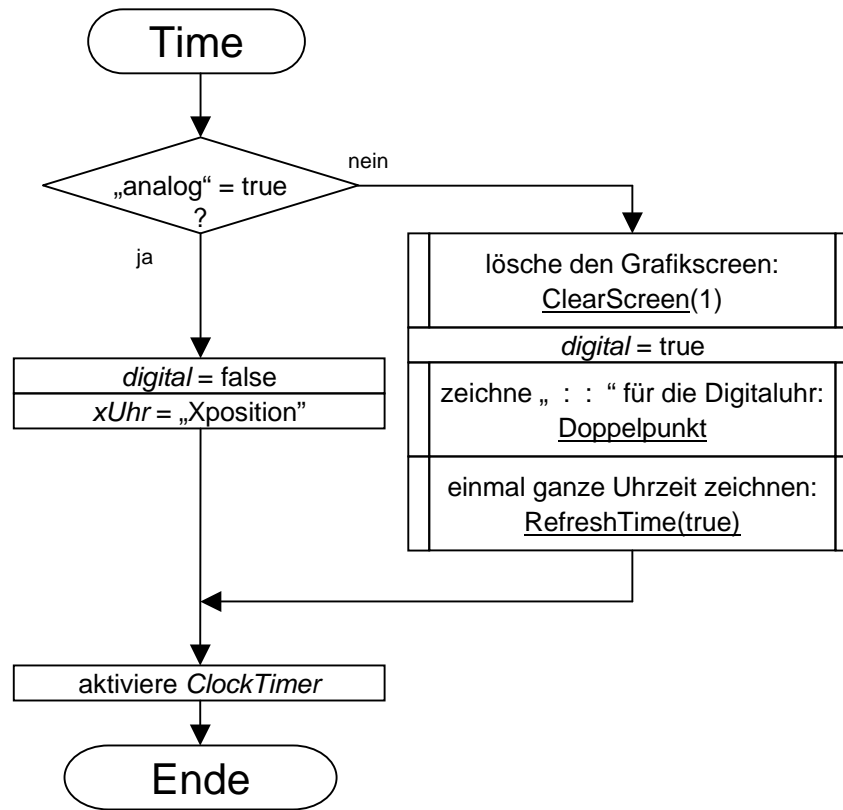 Time
„analog“ = true
?
nein
ja
lösche den Grafikscreen:
ClearScreen(1)
digital = true
zeichne „ : : “ für die Digitaluhr:
Doppelpunkt
einmal ganze Uhrzeit zeichnen:
RefreshTime(true)
digital = false
xUhr = „Xposition”
aktiviere ClockTimer
Ende